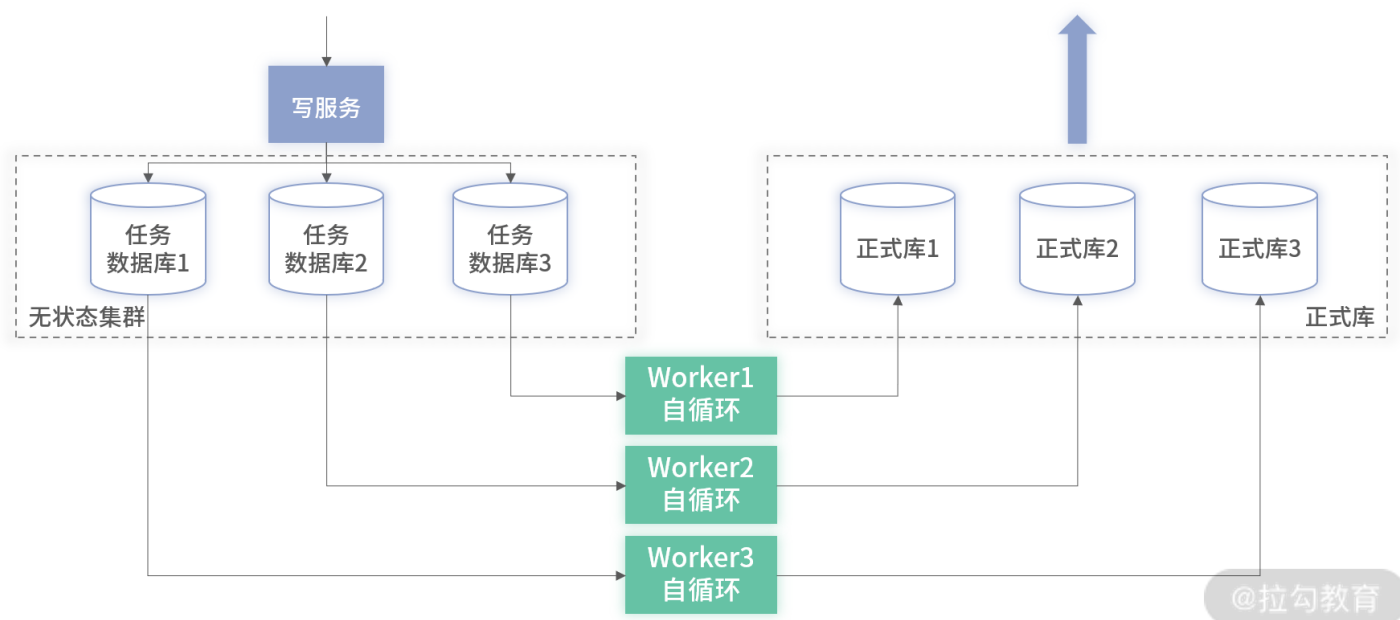 写服务
任务
数据库1
任务
数据库2
任务
数据库3
无状态集群
正式库1
正式库2
正式库3
正式库
Worker1
自循环
Worker2
自循环
Worker3
自循环
@拉勾教育